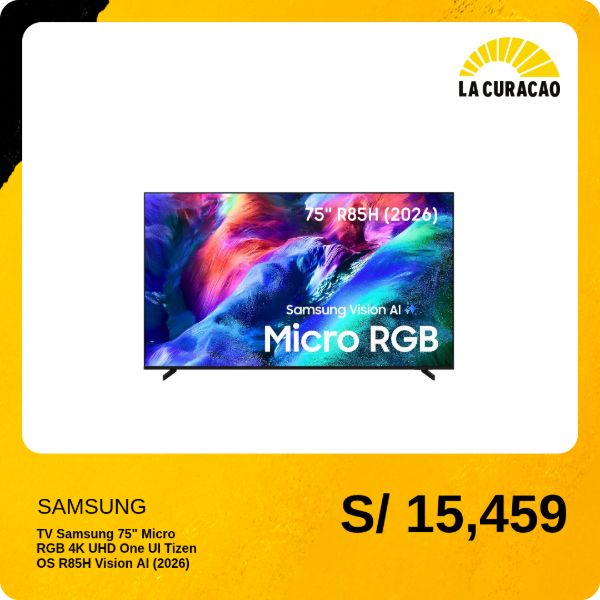 LA CURACAO
75" R85H (2026)
Samsung Vision AI
Micro RGB
SAMSUNG
S/ 15,459
TV Samsung 75" Micro
RGB 4K UHD One UI Tizen
OS R85H Vision AI (2026)